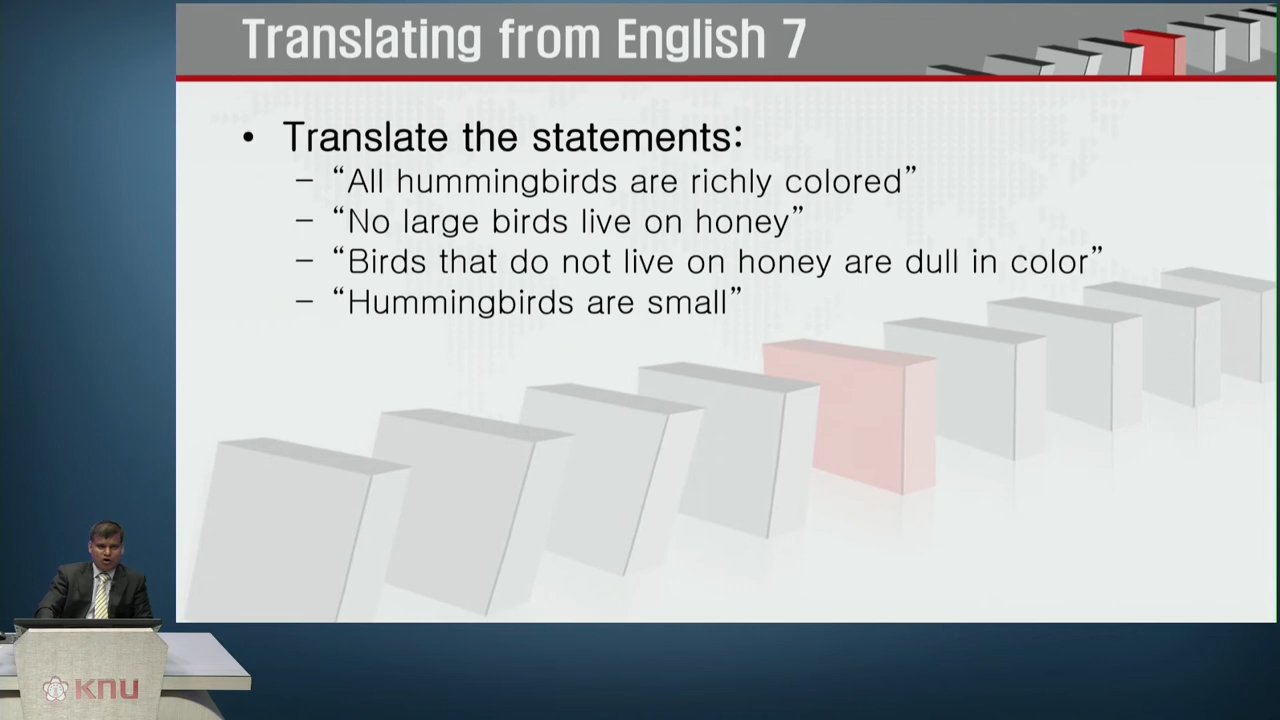 Translating from English 7
• Translate the statements:
– “All hummingbirds are richly colored”
– “No large birds live on honey”
– “Birds that do not live on honey are dull in color”
– “Hummingbirds are small”
KNU